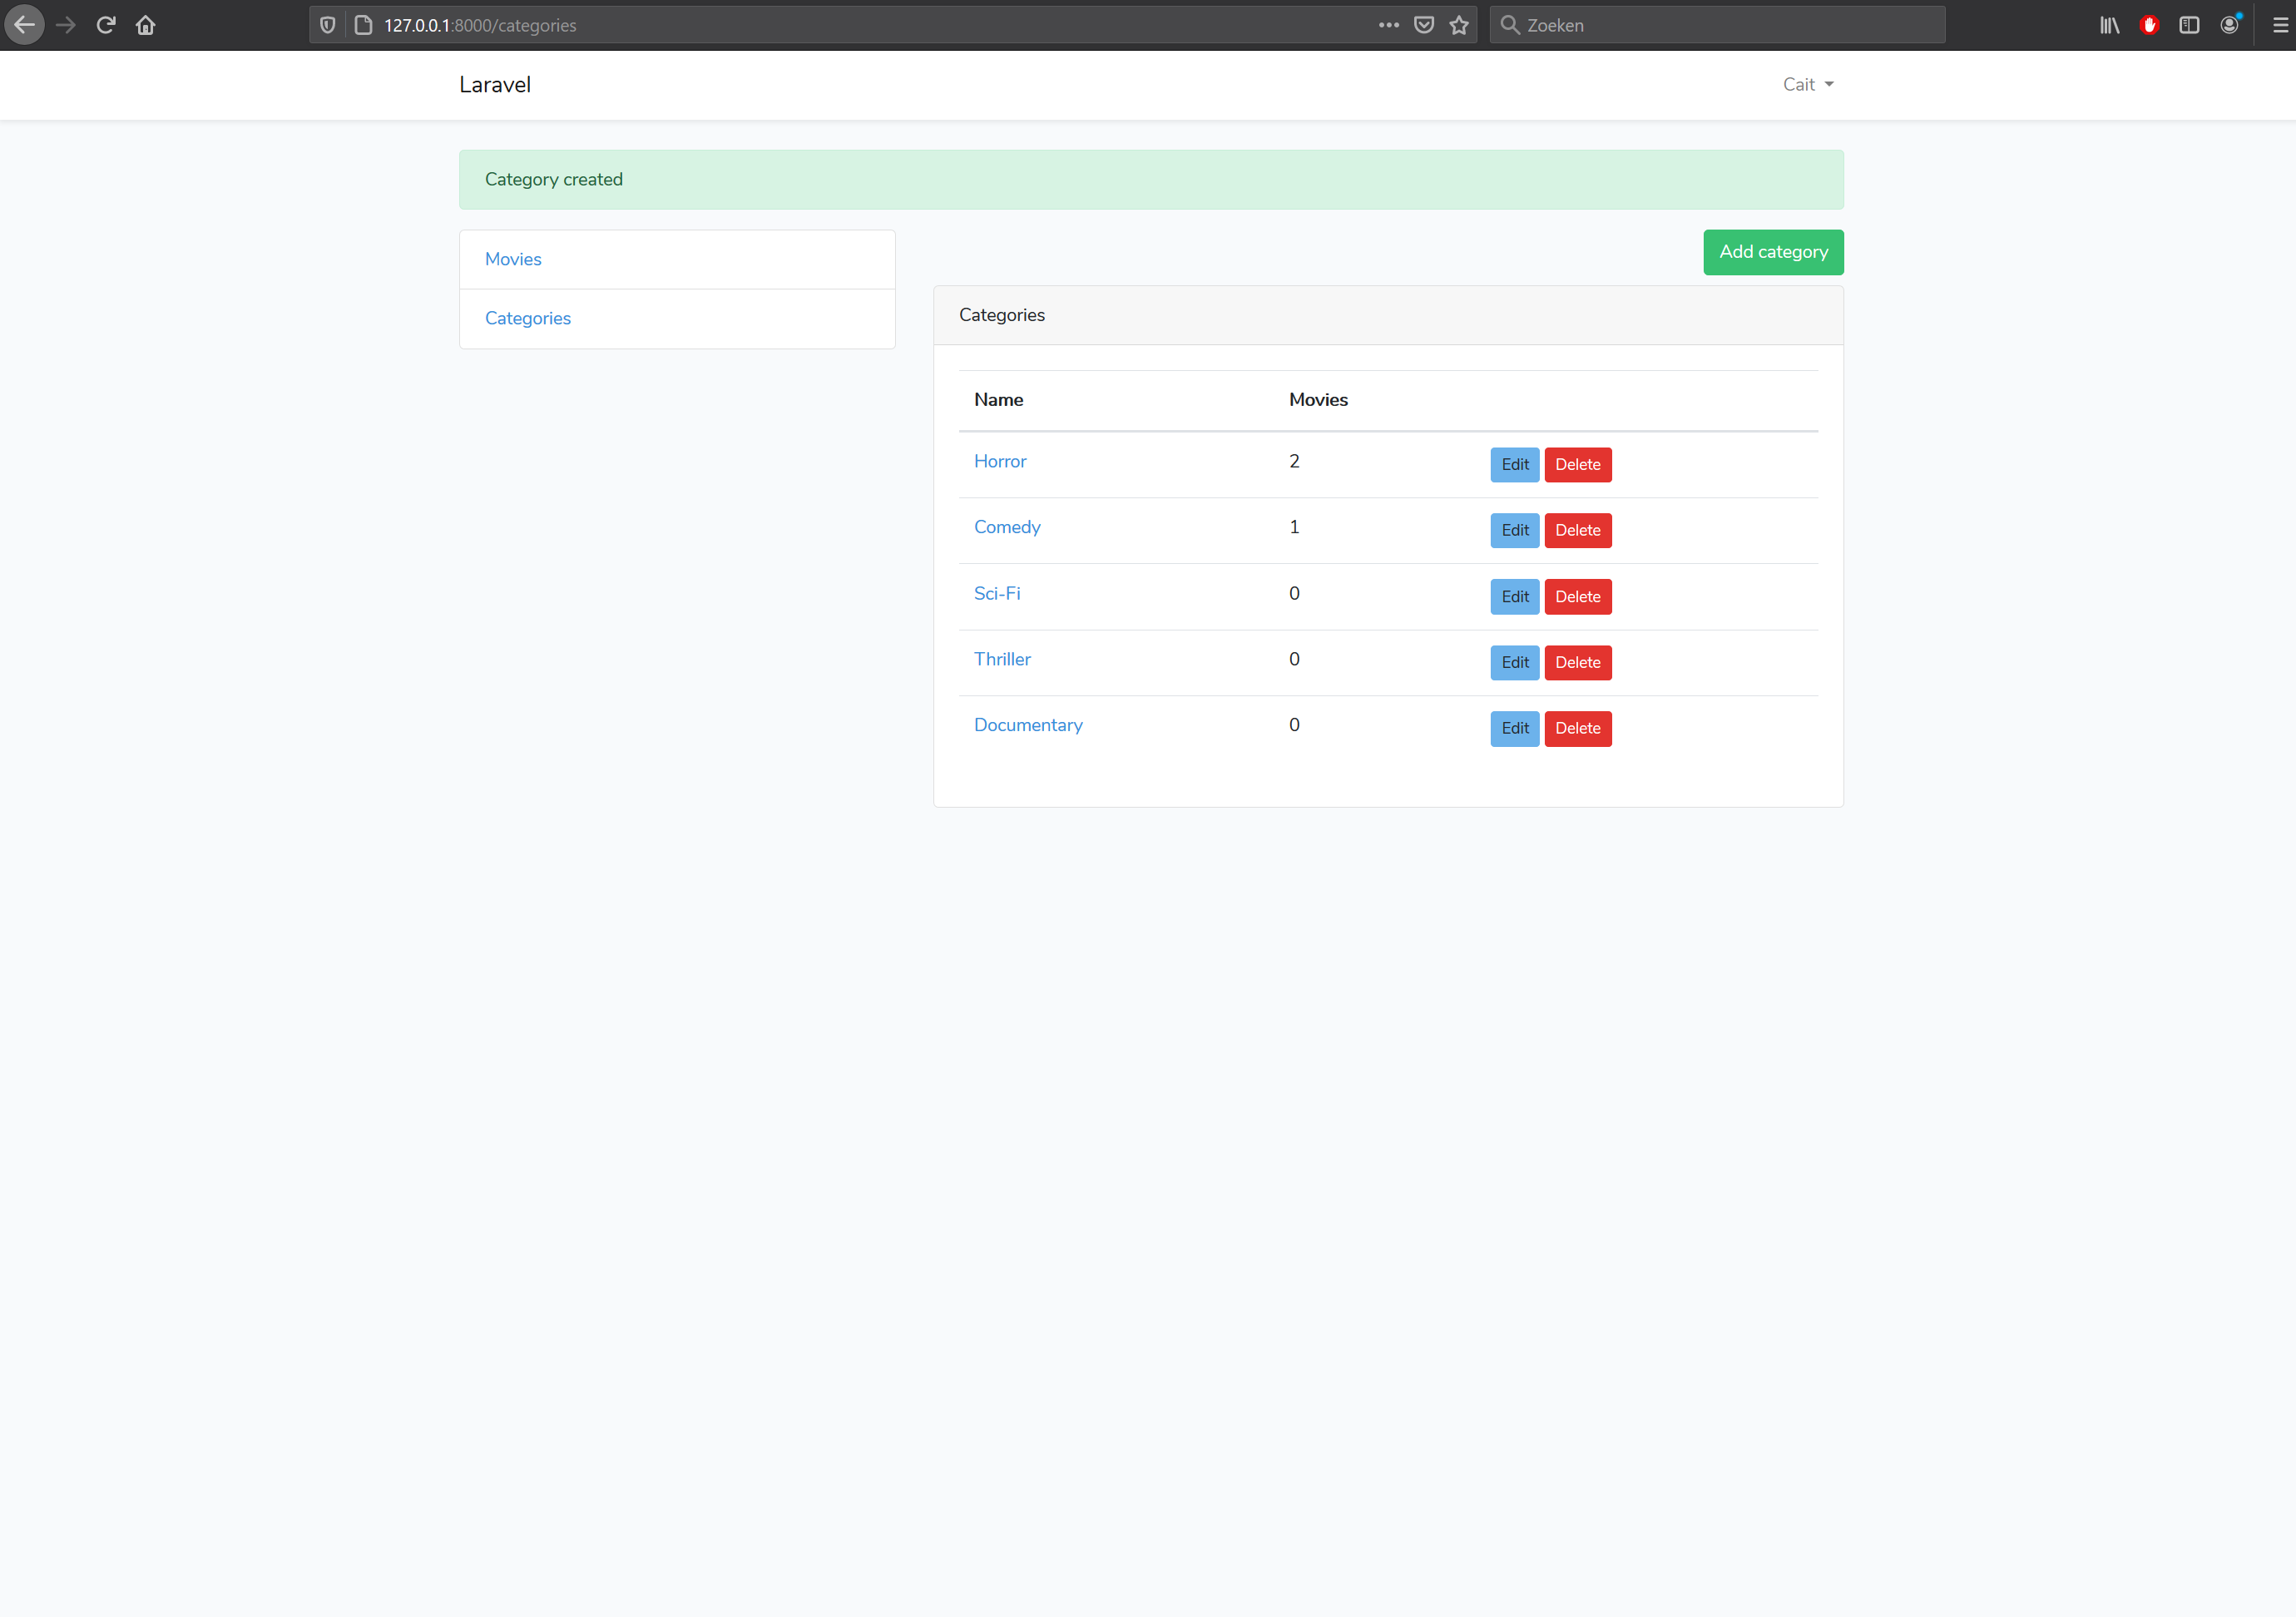 127.0.0.1:8000/categories
Zoeken
Laravel
Cait
Category created
Movies
Categories
Add category
Categories
Name Movies
Horror 2 Edit Delete
Comedy 1 Edit Delete
Sci-Fi 0 Edit Delete
Thriller 0 Edit Delete
Documentary 0 Edit Delete